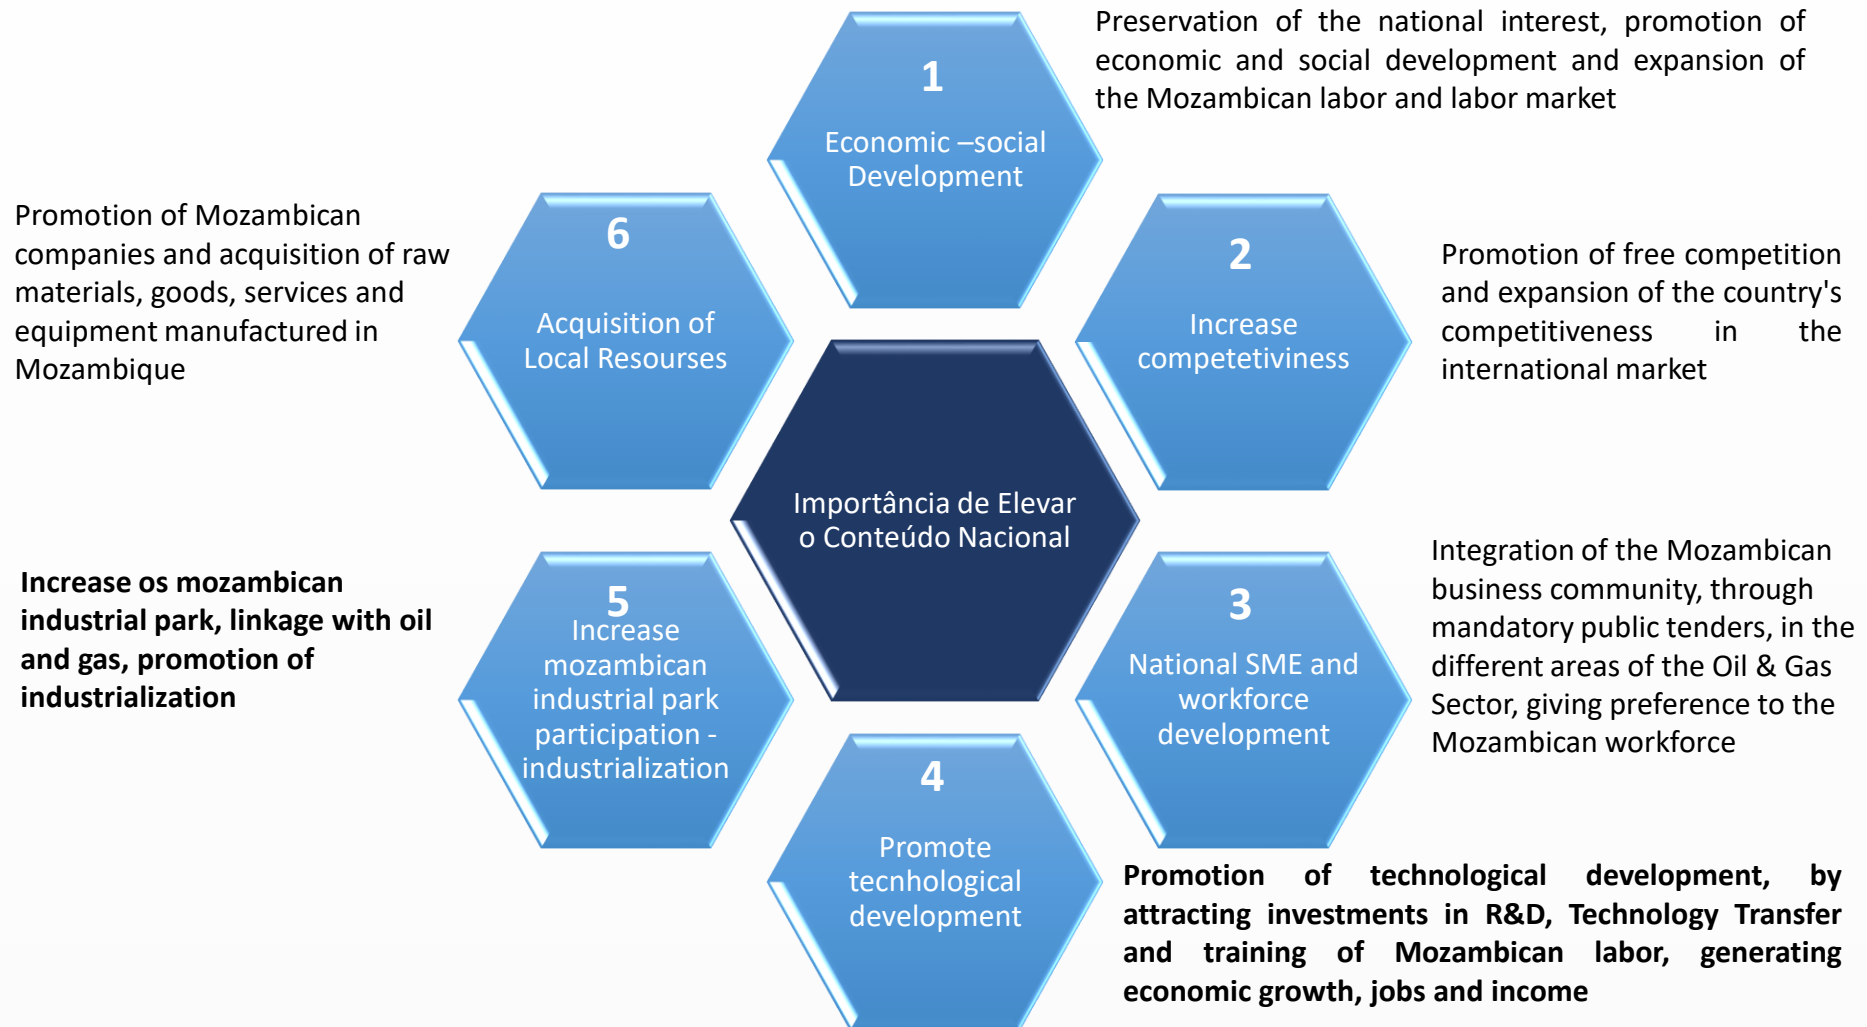 1
Economic –social
Development
Preservation of the national interest, promotion of
economic and social development and expansion of
the Mozambican labor and labor market
2
Increase
competetiviness
Promotion of free competition
and expansion of the country's
competitiveness in the
international market
3
National SME and
workforce
development
Integration of the Mozambican
business community, through
mandatory public tenders, in the
different areas of the Oil & Gas
Sector, giving preference to the
Mozambican workforce
4
Promote
tecnhological
development
Promotion of technological development, by
attracting investments in R&D, Technology Transfer
and training of Mozambican labor, generating
economic growth, jobs and income
5
Increase
mozambican
industrial park
participation -
industrialization
Increase os mozambican
industrial park, linkage with oil
and gas, promotion of
industrialization
6
Acquisition of
Local Resourses
Promotion of Mozambican
companies and acquisition of raw
materials, goods, services and
equipment manufactured in
Mozambique
Importância de Elevar
o Conteúdo Nacional